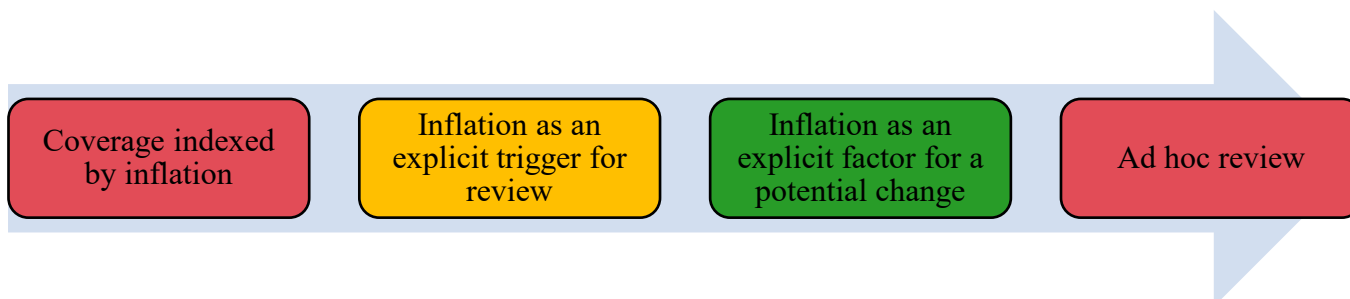 Coverage indexed
by inflation
Inflation as an
explicit trigger for
review
Inflation as an
explicit factor for a
potential change
Ad hoc review